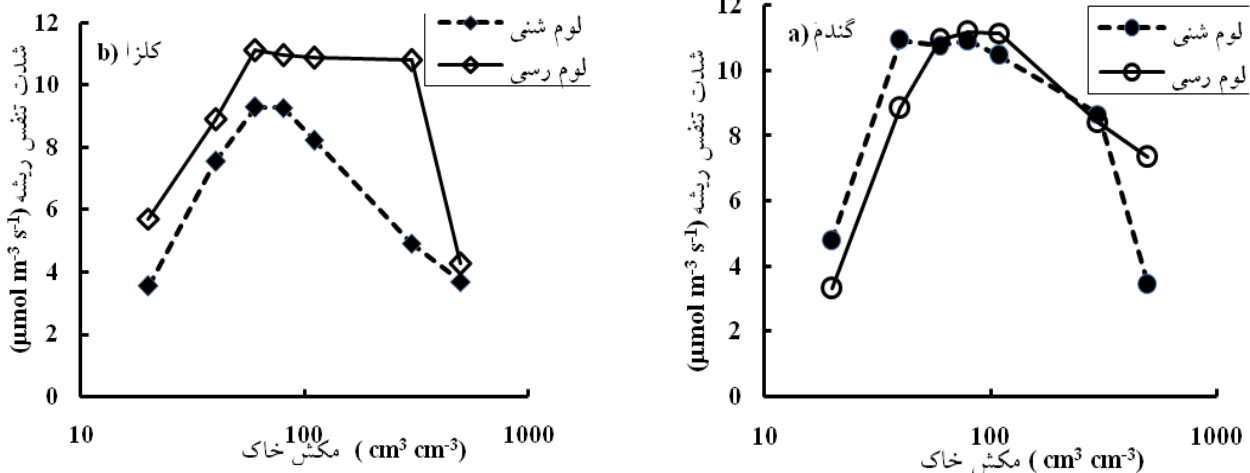 b) کلزا
لوم شنی
لوم رسی
شدت تنفس ریشه (µmol m⁻³ s⁻¹)
12
10
8
6
4
2
0
10
100
1000
مکش خاک ( cm³ cm⁻³)
a) گندم
لوم شنی
لوم رسی
شدت تنفس ریشه (µmol m⁻³ s⁻¹)
12
10
8
6
4
2
0
10
100
1000
مکش خاک ( cm³ cm⁻³)